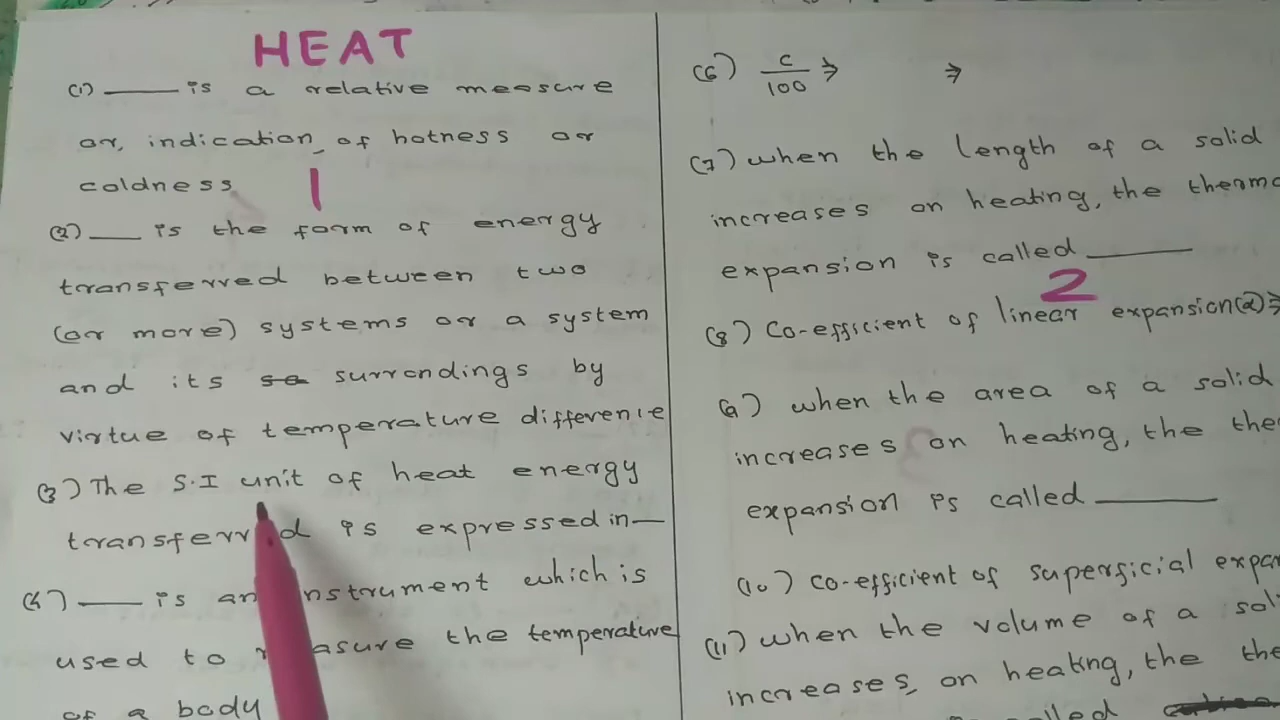 HEAT
(1) ____ is a relative measure
or, indication, of hotness or
coldness
1
(2) ____ is the form of energy
transferred between two
(or more) systems or a system
and its surrondings by
virtue of temperature difference
(3) The S.I unit of heat energy
transferred is expressed in—
(4) ____ is an instrument which is
used to measure the temperature
of a body
(6) C/100 ⇒ ⇒
(7) when the length of a solid
increases on heating, the therma
expansion is called ____
2
(8) Co-efficient of linear expansion(α)⇒
(9) when the area of a solid
increases on heating, the the
expansion is called ____
(10) co-efficient of superficial expan
(11) when the volume of a sol
increases, on heating, the the
called